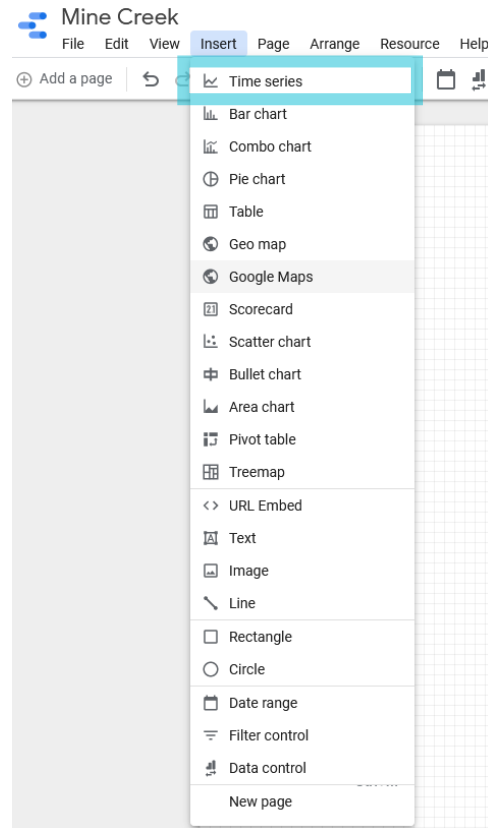 Mine Creek
File Edit View Insert Page Arrange Resource Help
Add a page
Time series
Bar chart
Combo chart
Pie chart
Table
Geo map
Google Maps
21 Scorecard
Scatter chart
Bullet chart
Area chart
Pivot table
Treemap
URL Embed
A Text
Image
Line
Rectangle
Circle
Date range
Filter control
Data control
New page